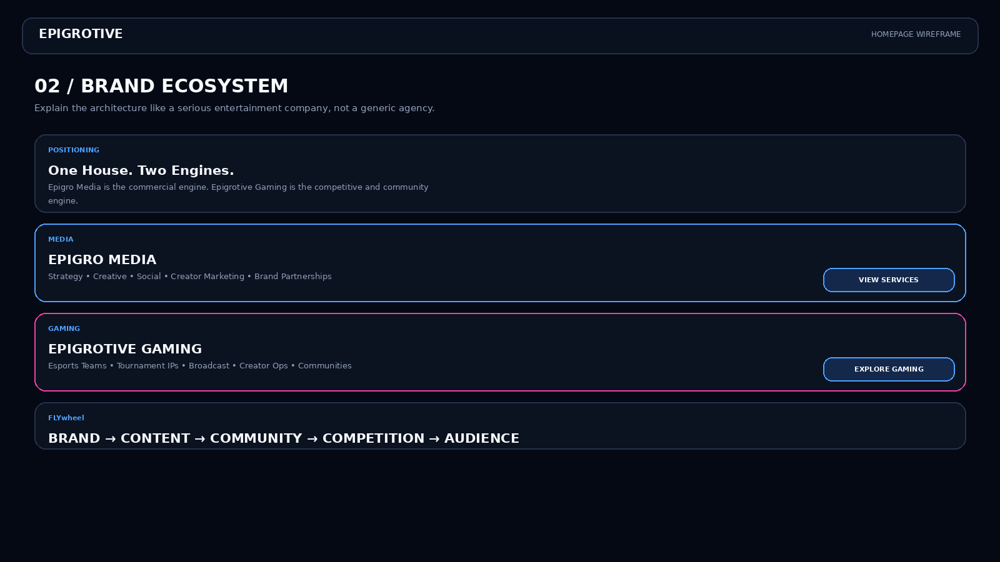 EPIGROTIVE
HOMEPAGE WIREFRAME
02 / BRAND ECOSYSTEM
Explain the architecture like a serious entertainment company, not a generic agency.
POSITIONING
One House. Two Engines.
Epigro Media is the commercial engine. Epigrotive Gaming is the competitive and community
engine.
MEDIA
EPIGRO MEDIA
Strategy • Creative • Social • Creator Marketing • Brand Partnerships
VIEW SERVICES
GAMING
EPIGROTIVE GAMING
Esports Teams • Tournament IPs • Broadcast • Creator Ops • Communities
EXPLORE GAMING
FLYwheel
BRAND → CONTENT → COMMUNITY → COMPETITION → AUDIENCE